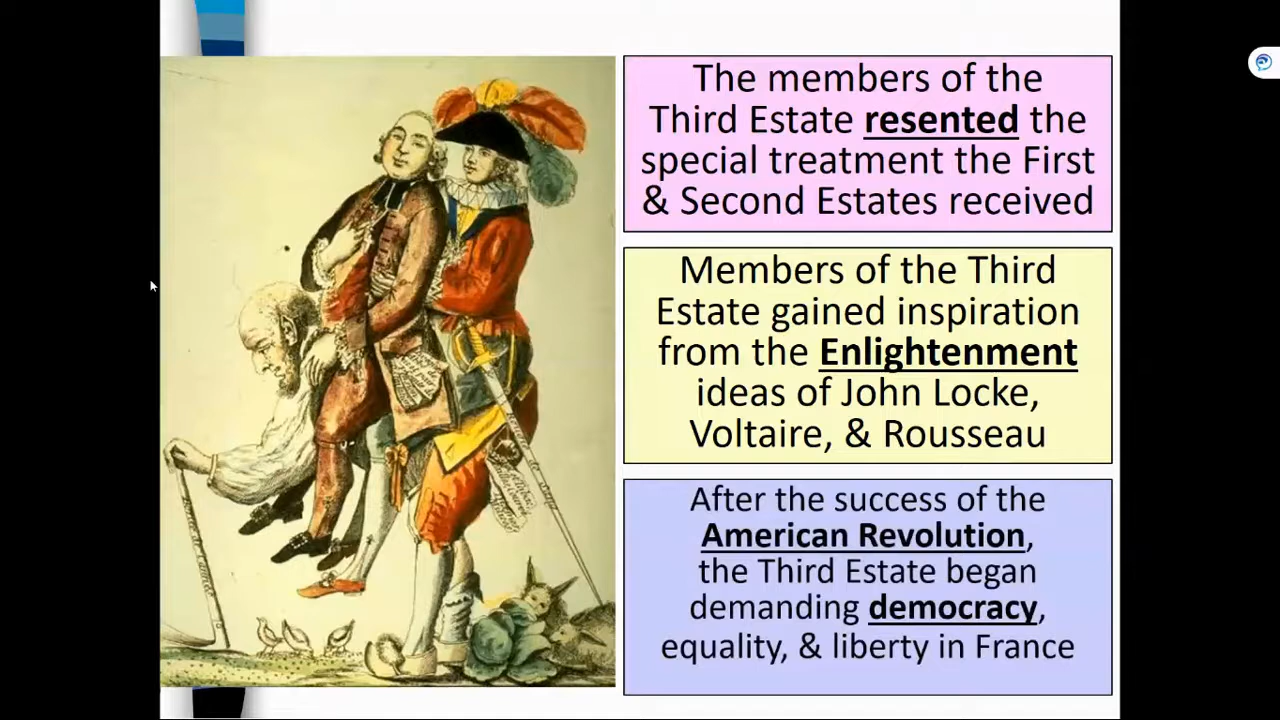 The members of the
Third Estate resented the
special treatment the First
& Second Estates received
Members of the Third
Estate gained inspiration
from the Enlightenment
ideas of John Locke,
Voltaire, & Rousseau
After the success of the
American Revolution,
the Third Estate began
demanding democracy,
equality, & liberty in France